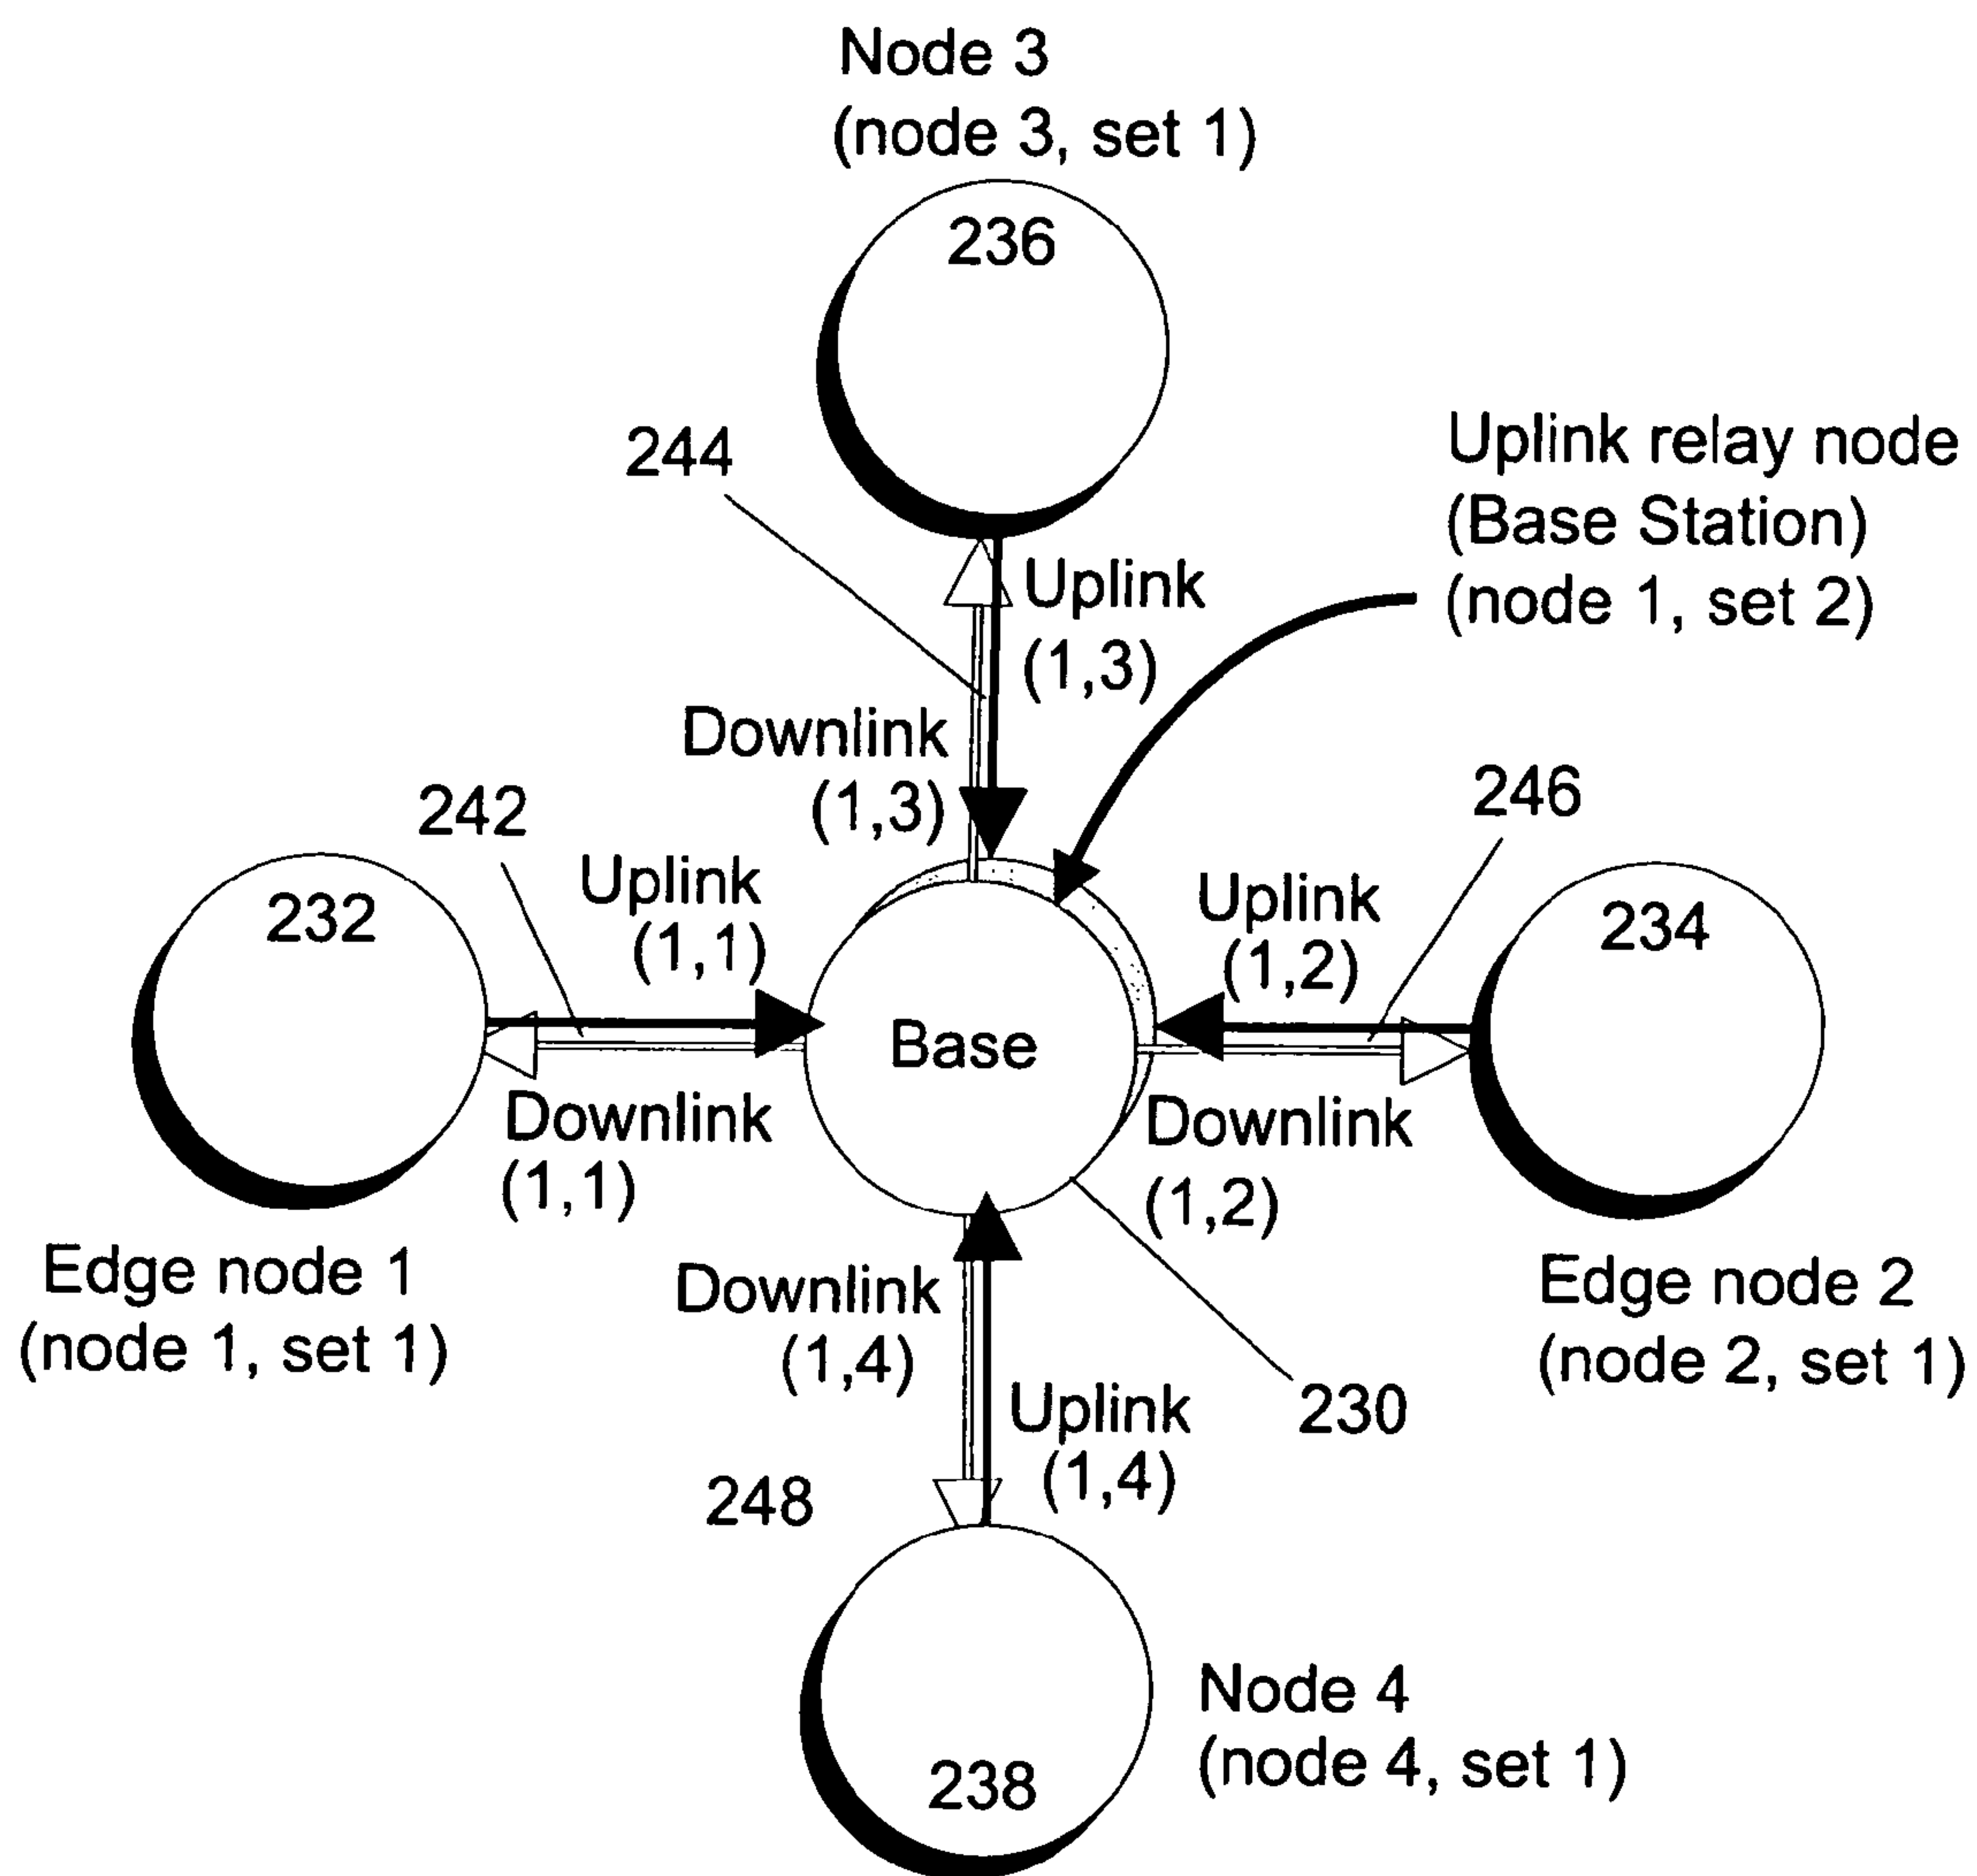 Node 3
(node 3, set 1)
236
244
Uplink relay node
(Base Station)
(node 1, set 2)
Uplink
(1,3)
Downlink
(1,3)
242
246
Uplink
(1,1)
Uplink
(1,2)
232
234
Base
Downlink
(1,1)
Downlink
(1,2)
Edge node 1
(node 1, set 1)
Edge node 2
(node 2, set 1)
Downlink
(1,4)
Uplink
(1,4)
230
248
Node 4
(node 4, set 1)
238